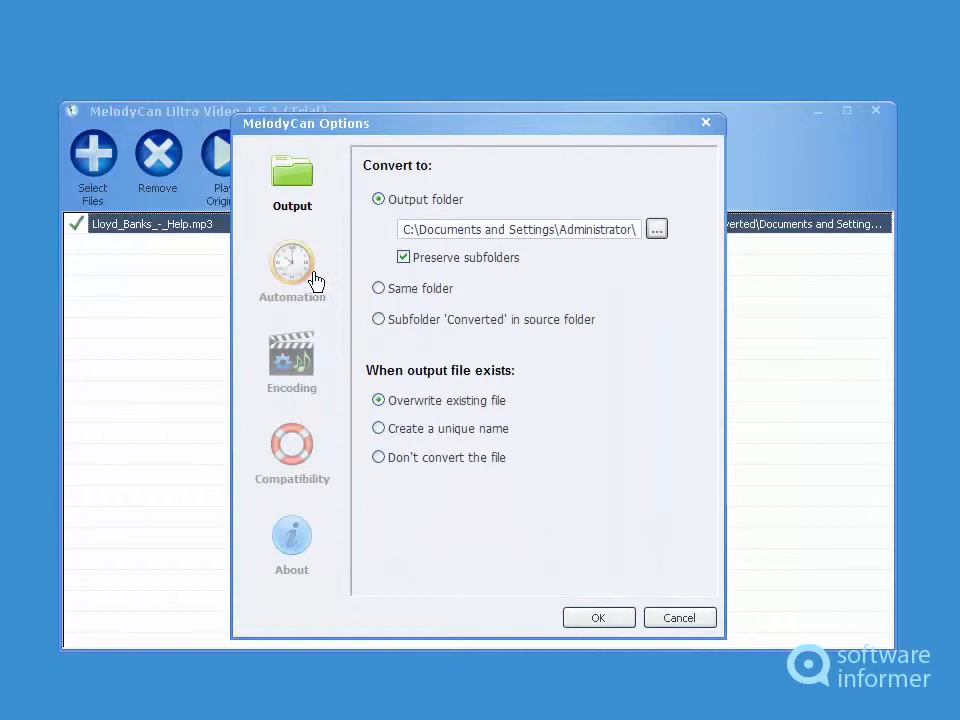 MelodyCan Ultra Video 4.5.1 (Trial)
MelodyCan Options
Select
Files
Remove
Play
Origin
Lloyd_Banks_-_Help.mp3
verted\Documents and Setting...
Output
Automation
Encoding
Compatibility
About
Convert to:
Output folder
C:\Documents and Settings\Administrator\
...
Preserve subfolders
Same folder
Subfolder 'Converted' in source folder
When output file exists:
Overwrite existing file
Create a unique name
Don't convert the file
OK
Cancel
software
informer